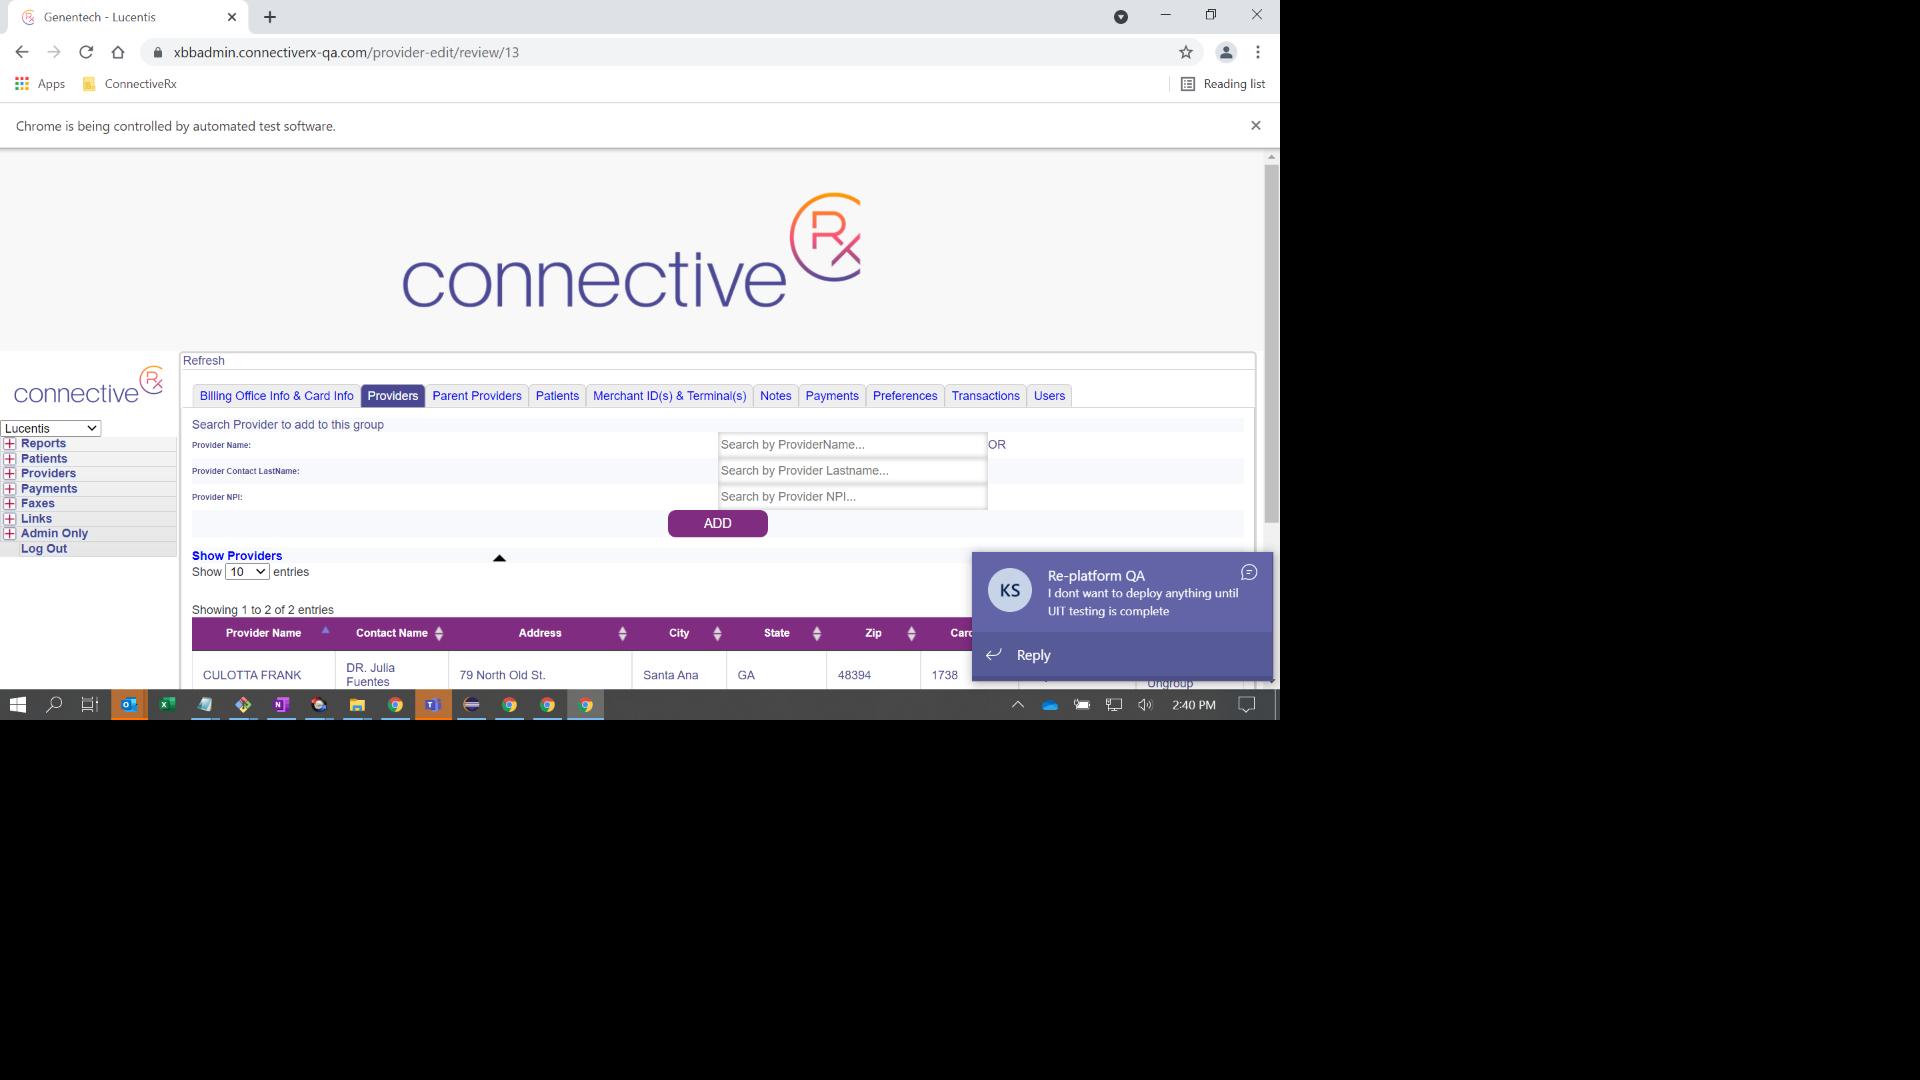 Genentech - Lucentis
xbbadmin.connectiverx-qa.com/provider-edit/review/13
Apps
ConnectiveRx
Reading list
Chrome is being controlled by automated test software.
connective Rx
connective Rx
Lucentis
Reports
Patients
Providers
Payments
Faxes
Links
Admin Only
Log Out
Refresh
Billing Office Info & Card Info Providers Parent Providers Patients Merchant ID(s) & Terminal(s) Notes Payments Preferences Transactions Users
Search Provider to add to this group
Provider Name: Search by ProviderName... OR
Provider Contact LastName: Search by Provider Lastname...
Provider NPI: Search by Provider NPI...
ADD
Show Providers
Show 10 entries
Showing 1 to 2 of 2 entries
Provider Name Contact Name Address City State Zip
CULOTTA FRANK DR. Julia Fuentes 79 North Old St. Santa Ana GA 48394 1738
Ungroup
KS
Re-platform QA
I dont want to deploy anything until
UIT testing is complete
Reply
2:40 PM